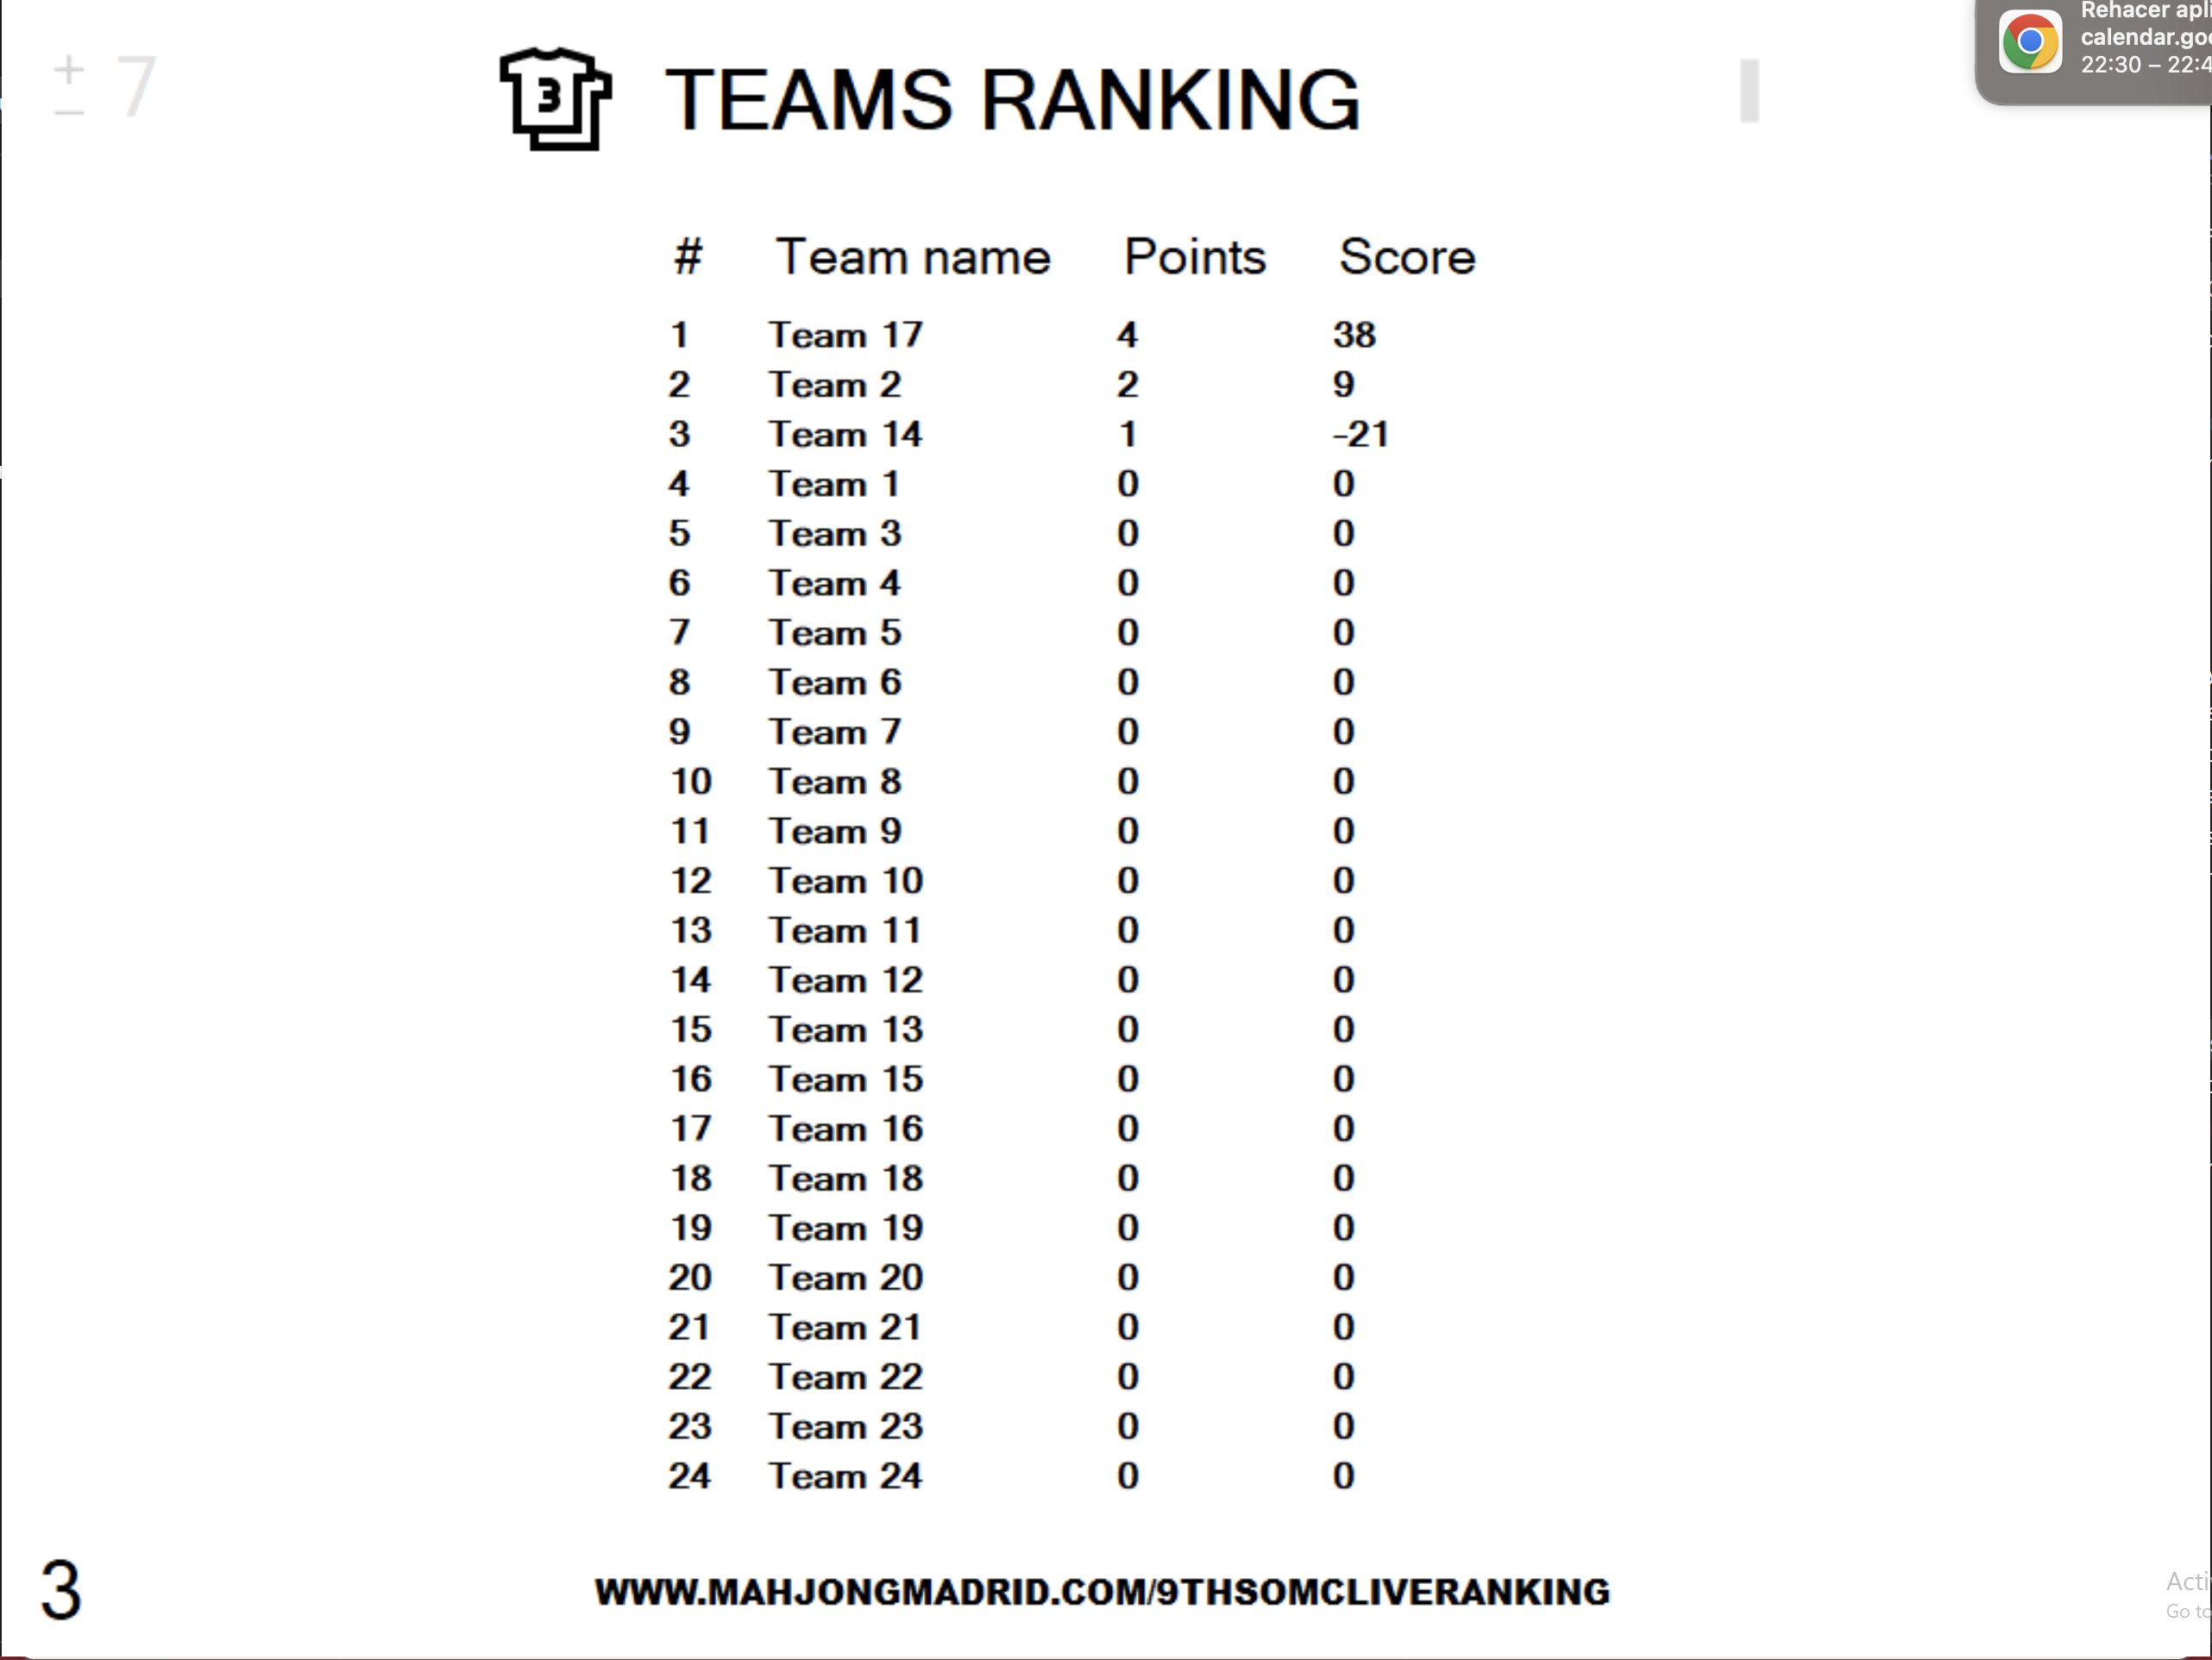 +
− 7
3 TEAMS RANKING
Rehacer apli
calendar.goo
22:30 – 22:4
# Team name Points Score
1 Team 17 4 38
2 Team 2 2 9
3 Team 14 1 -21
4 Team 1 0 0
5 Team 3 0 0
6 Team 4 0 0
7 Team 5 0 0
8 Team 6 0 0
9 Team 7 0 0
10 Team 8 0 0
11 Team 9 0 0
12 Team 10 0 0
13 Team 11 0 0
14 Team 12 0 0
15 Team 13 0 0
16 Team 15 0 0
17 Team 16 0 0
18 Team 18 0 0
19 Team 19 0 0
20 Team 20 0 0
21 Team 21 0 0
22 Team 22 0 0
23 Team 23 0 0
24 Team 24 0 0
3
WWW.MAHJONGMADRID.COM/9THSOMCLIVERANKING
Acti
Go to